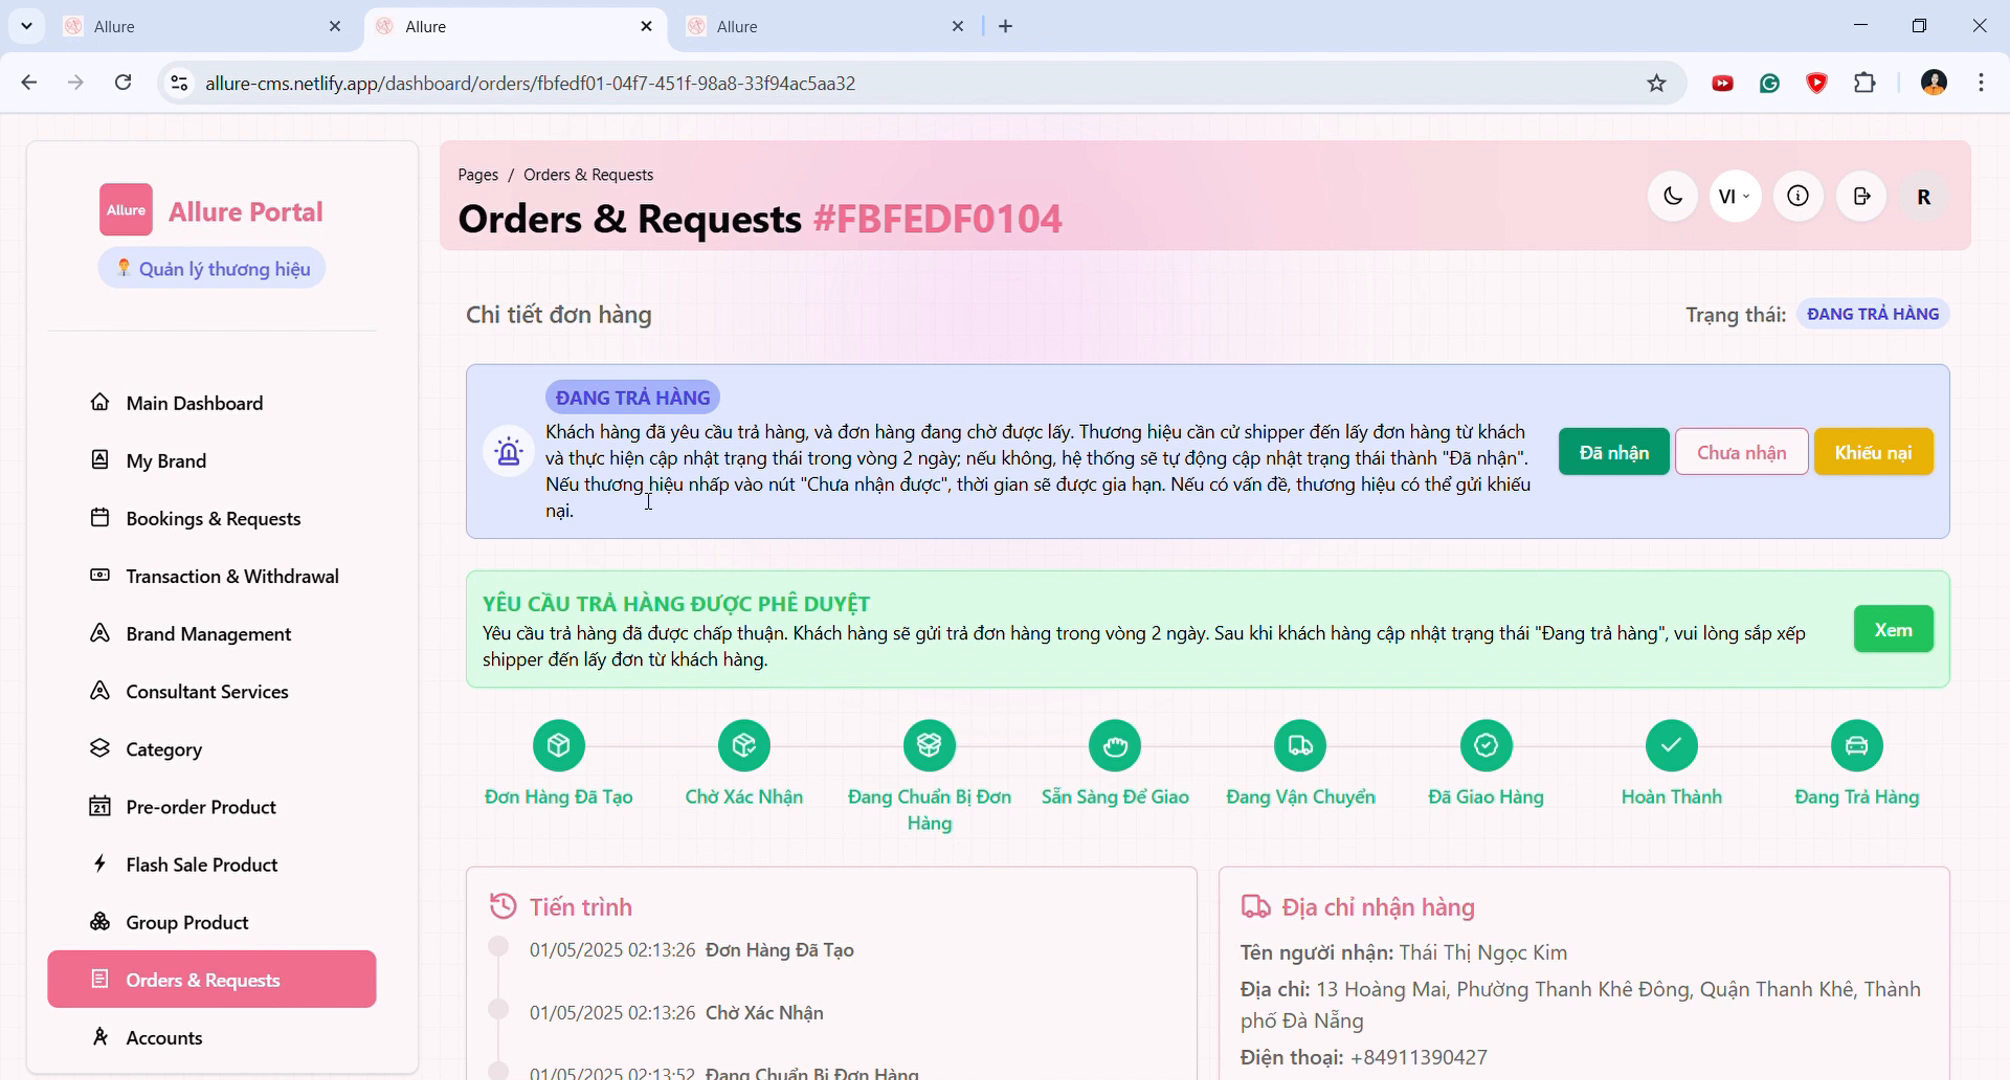 Allure
Allure
Allure
allure-cms.netlify.app/dashboard/orders/fbfedf01-04f7-451f-98a8-33f94ac5aa32
Allure
Allure Portal
Quản lý thương hiệu
Main Dashboard
My Brand
Bookings & Requests
Transaction & Withdrawal
Brand Management
Consultant Services
Category
21
Pre-order Product
Flash Sale Product
Group Product
Orders & Requests
Accounts
Pages / Orders & Requests
Orders & Requests #FBFEDF0104
VI
R
Chi tiết đơn hàng
Trạng thái: ĐANG TRẢ HÀNG
ĐANG TRẢ HÀNG
Khách hàng đã yêu cầu trả hàng, và đơn hàng đang chờ được lấy. Thương hiệu cần cử shipper đến lấy đơn hàng từ khách
và thực hiện cập nhật trạng thái trong vòng 2 ngày; nếu không, hệ thống sẽ tự động cập nhật trạng thái thành "Đã nhận".
Nếu thương hiệu nhấp vào nút "Chưa nhận được", thời gian sẽ được gia hạn. Nếu có vấn đề, thương hiệu có thể gửi khiếu
nại.
Đã nhận
Chưa nhận
Khiếu nại
YÊU CẦU TRẢ HÀNG ĐƯỢC PHÊ DUYỆT
Yêu cầu trả hàng đã được chấp thuận. Khách hàng sẽ gửi trả đơn hàng trong vòng 2 ngày. Sau khi khách hàng cập nhật trạng thái "Đang trả hàng", vui lòng sắp xếp
shipper đến lấy đơn từ khách hàng.
Xem
Đơn Hàng Đã Tạo
Chờ Xác Nhận
Đang Chuẩn Bị Đơn
Hàng
Sẵn Sàng Để Giao
Đang Vận Chuyển
Đã Giao Hàng
Hoàn Thành
Đang Trả Hàng
Tiến trình
01/05/2025 02:13:26 Đơn Hàng Đã Tạo
01/05/2025 02:13:26 Chờ Xác Nhận
01/05/2025 02:13:52 Đang Chuẩn Bị Đơn Hàng
Địa chỉ nhận hàng
Tên người nhận: Thái Thị Ngọc Kim
Địa chỉ: 13 Hoàng Mai, Phường Thanh Khê Đông, Quận Thanh Khê, Thành
phố Đà Nẵng
Điện thoại: +84911390427